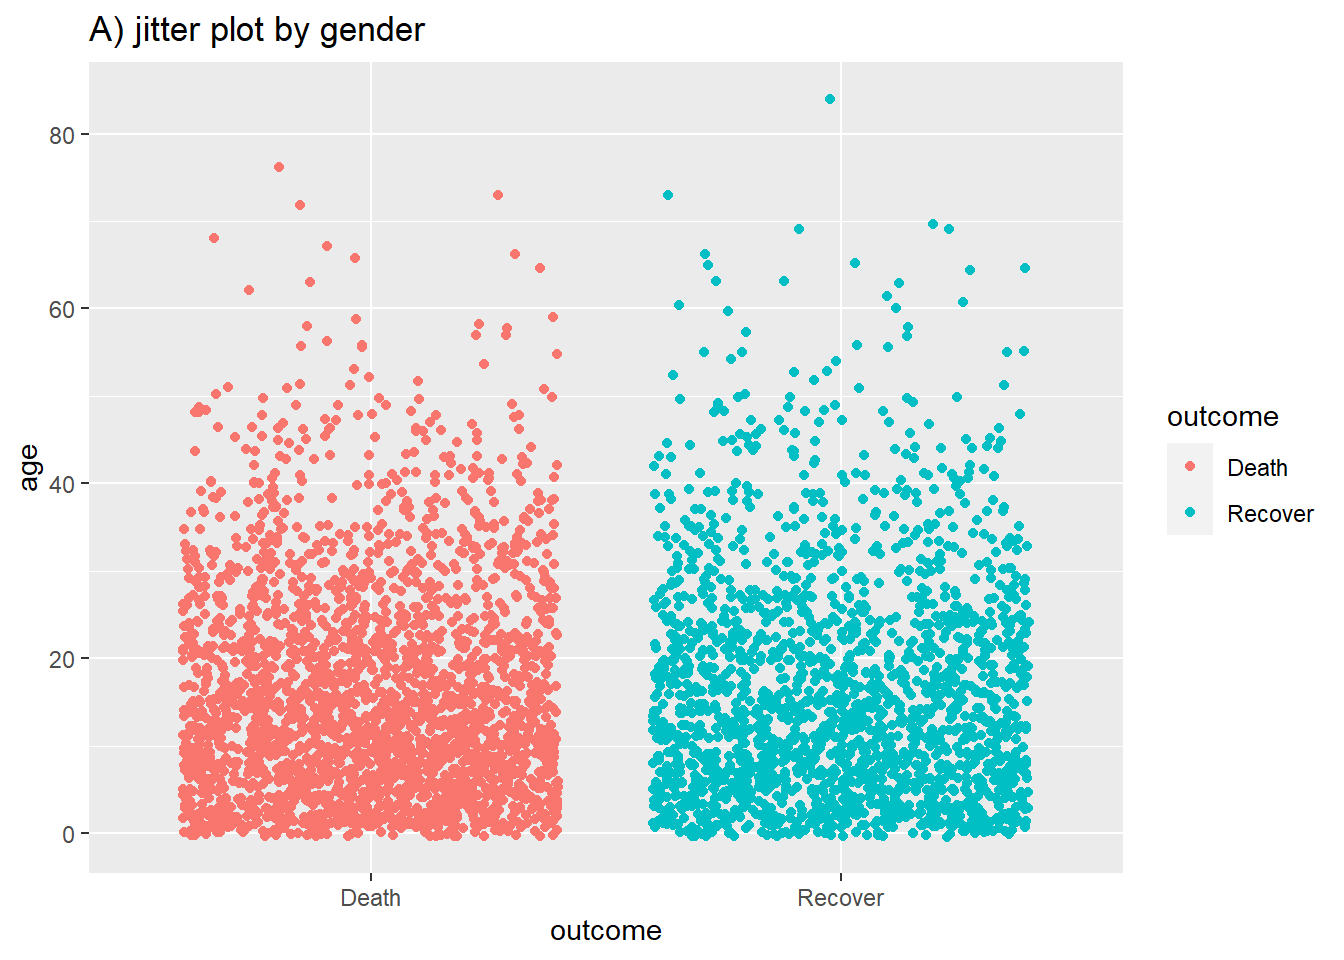 A) jitter plot by gender
age
80
60
40
20
0
Death
Recover
outcome
outcome
Death
Recover